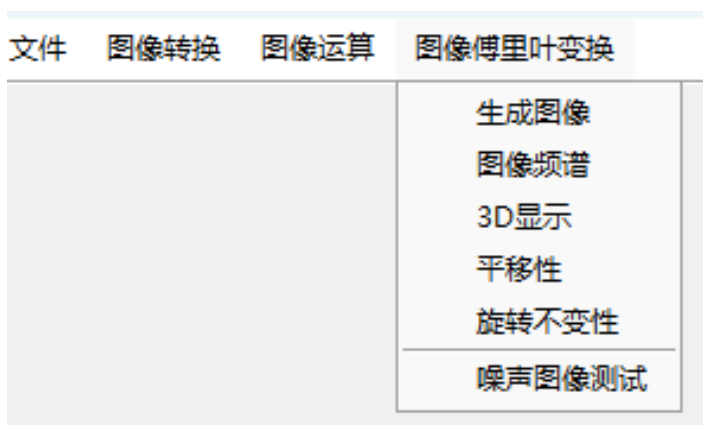 文件 图像转换 图像运算 图像傅里叶变换
生成图像
图像频谱
3D显示
平移性
旋转不变性
噪声图像测试